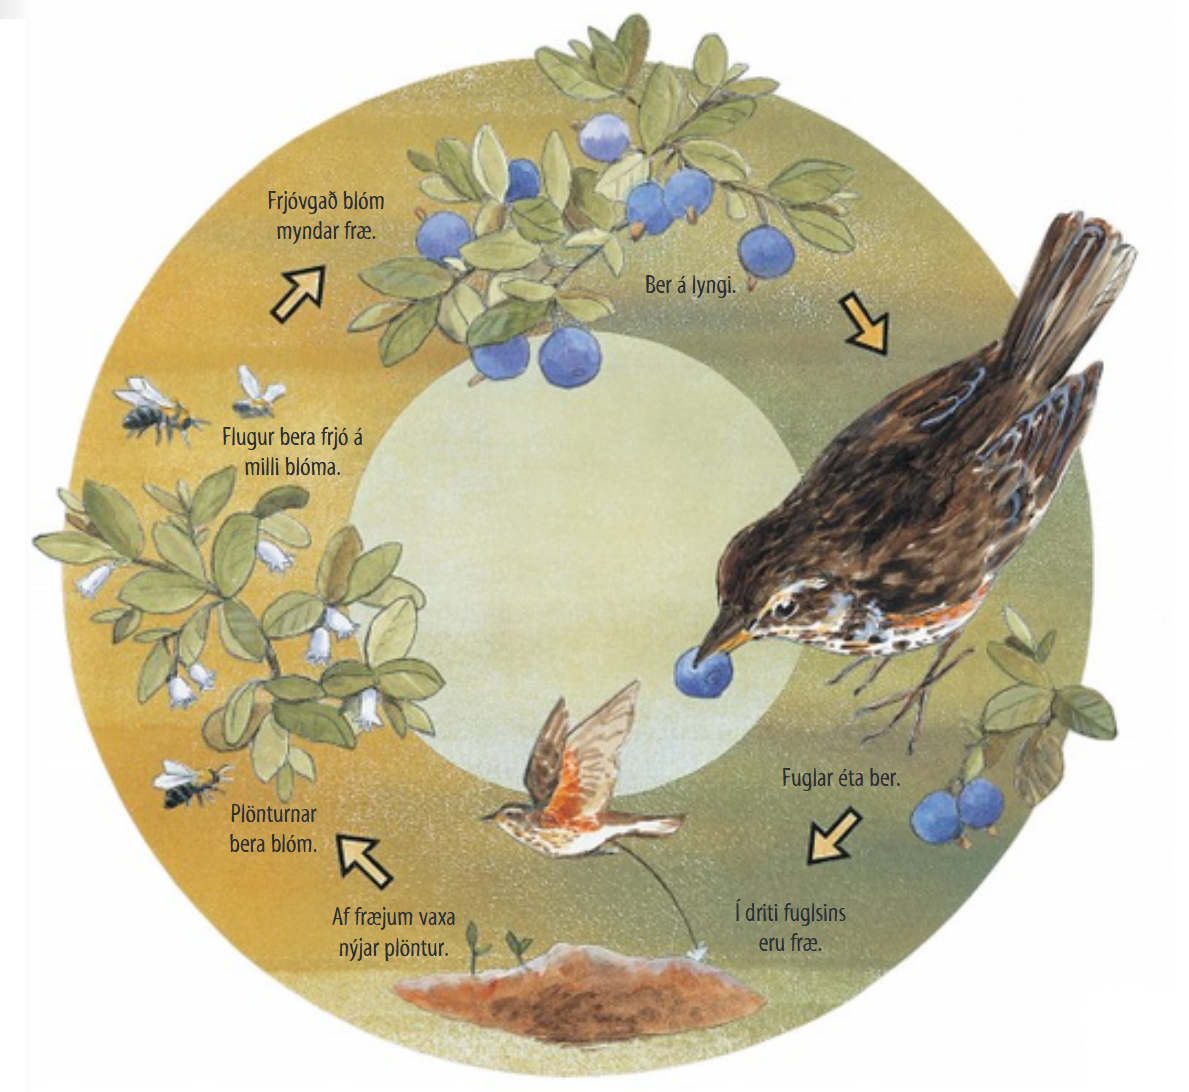 Frjóvgað blóm
myndar fræ.
Ber á lyngi.
Flugur bera frjó á
milli blóma.
Fuglar éta ber.
Plönturnar
bera blóm.
Af fræjum vaxa
nýjar plöntur.
Í driti fuglsins
eru fræ.